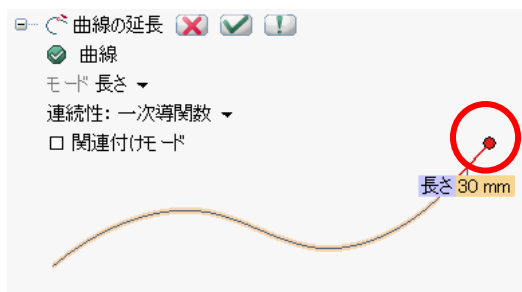 曲線の延長
曲線
モード 長さ
連続性: 一次導関数
関連付けモード
長さ 30 mm